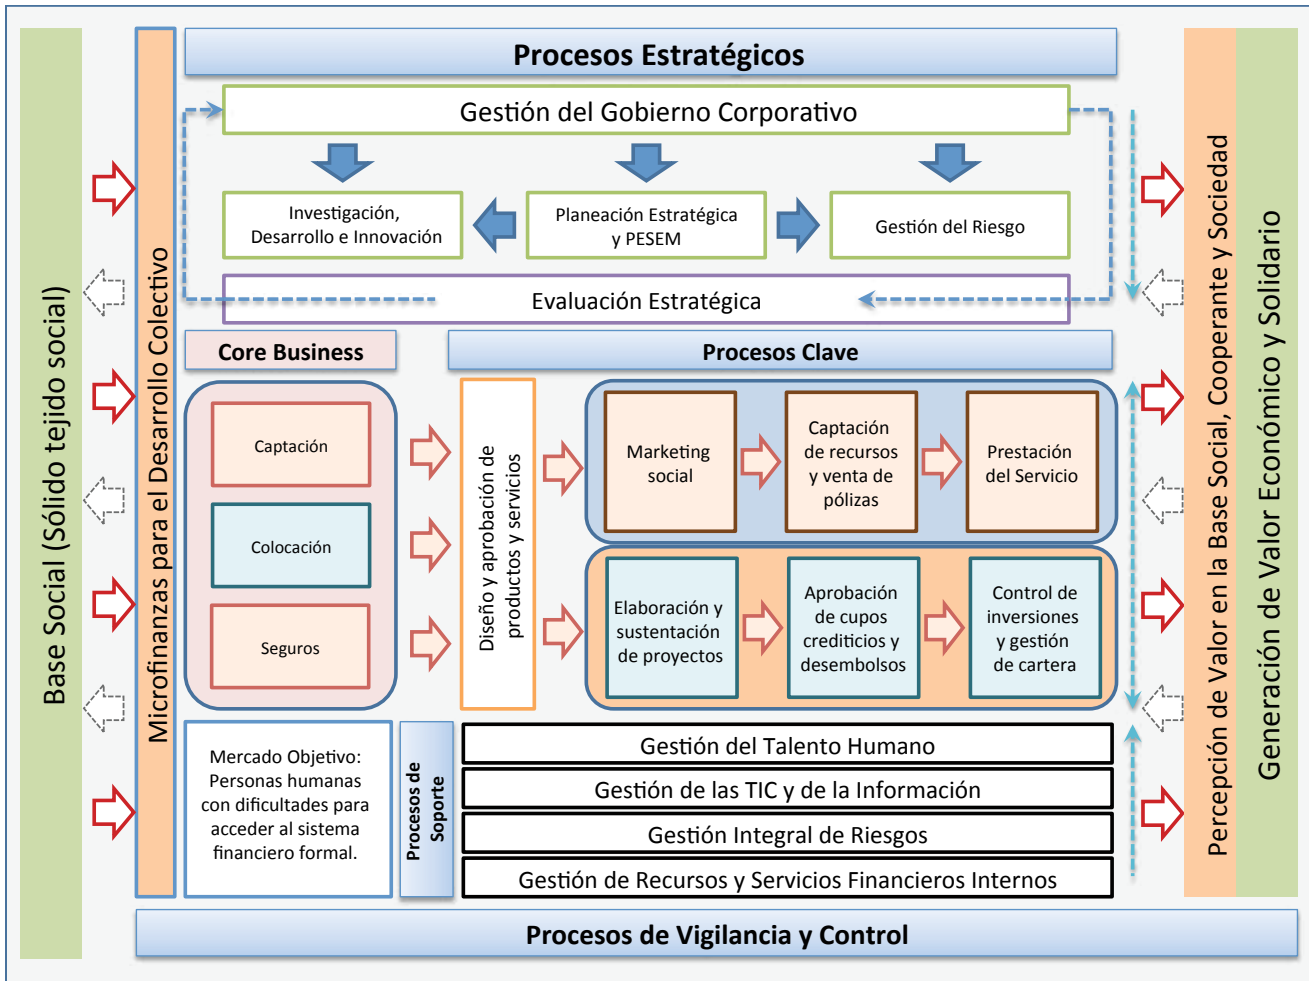 Base Social (Sólido tejido social)
Microfinanzas para el Desarrollo Colectivo
Procesos Estratégicos
Gestión del Gobierno Corporativo
Investigación,
Desarrollo e Innovación
Planeación Estratégica
y PESEM
Gestión del Riesgo
Evaluación Estratégica
Core Business
Captación
Colocación
Seguros
Procesos Clave
Diseño y aprobación de
productos y servicios
Marketing
social
Captación
de recursos
y venta de
pólizas
Prestación
del Servicio
Elaboración y
sustentación
de proyectos
Aprobación
de cupos
crediticios y
desembolsos
Control de
inversiones
y gestión
de cartera
Mercado Objetivo:
Personas humanas
con dificultades para
acceder al sistema
financiero formal.
Procesos de
Soporte
Gestión del Talento Humano
Gestión de las TIC y de la Información
Gestión Integral de Riesgos
Gestión de Recursos y Servicios Financieros Internos
Procesos de Vigilancia y Control
Percepción de Valor en la Base Social, Cooperante y Sociedad
Generación de Valor Económico y Solidario